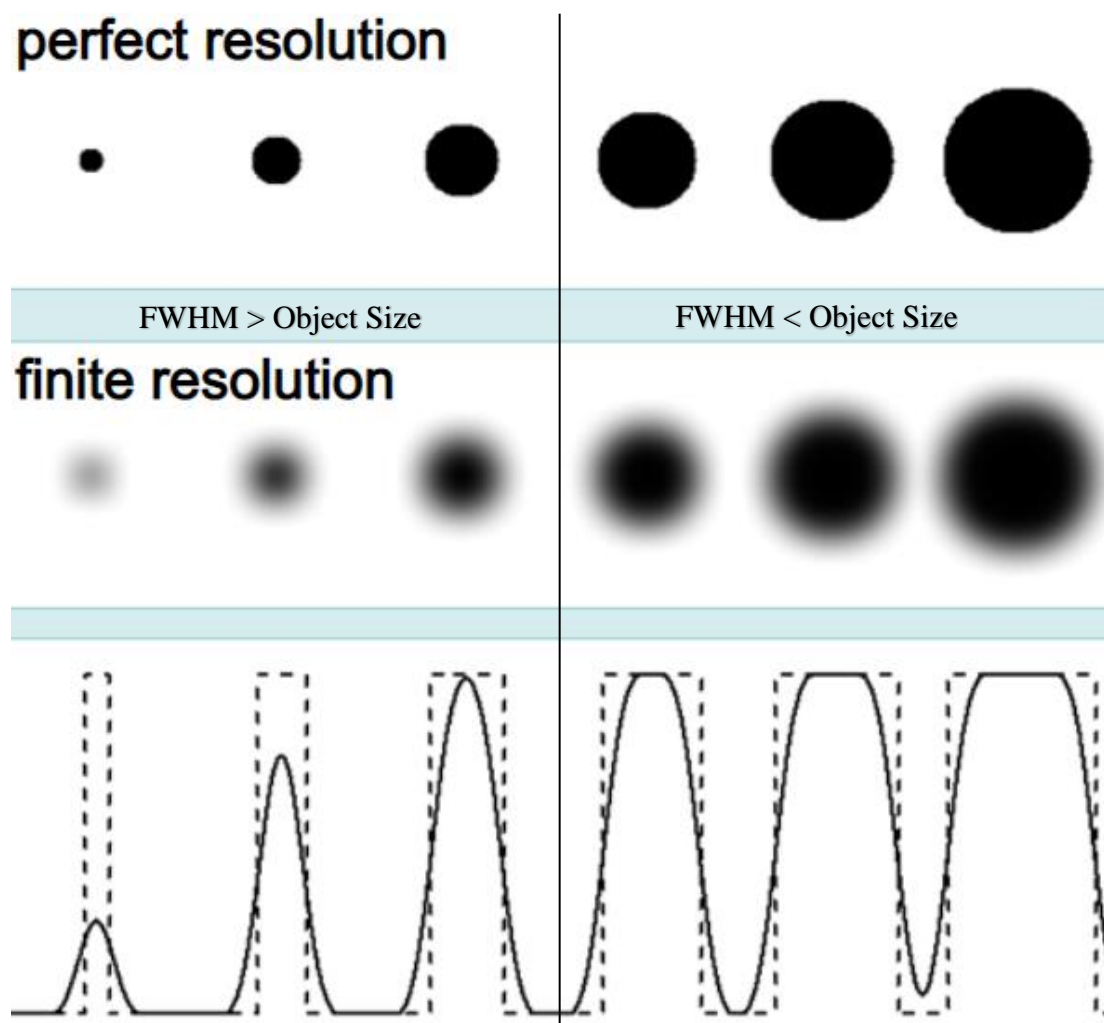 perfect resolution
FWHM > Object Size
FWHM < Object Size
finite resolution